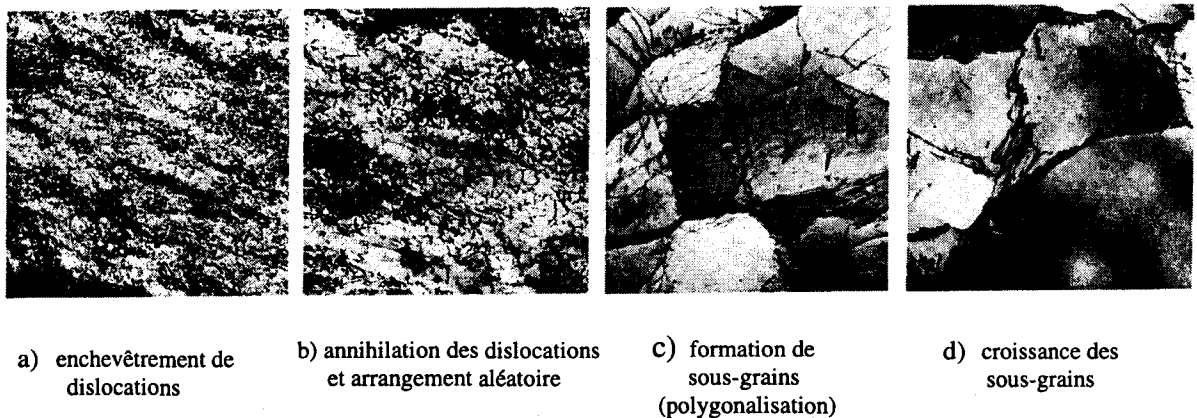 a) enchevêtrement de
dislocations
b) annihilation des dislocations
et arrangement aléatoire
c) formation de
sous-grains
(polygonalisation)
d) croissance des
sous-grains